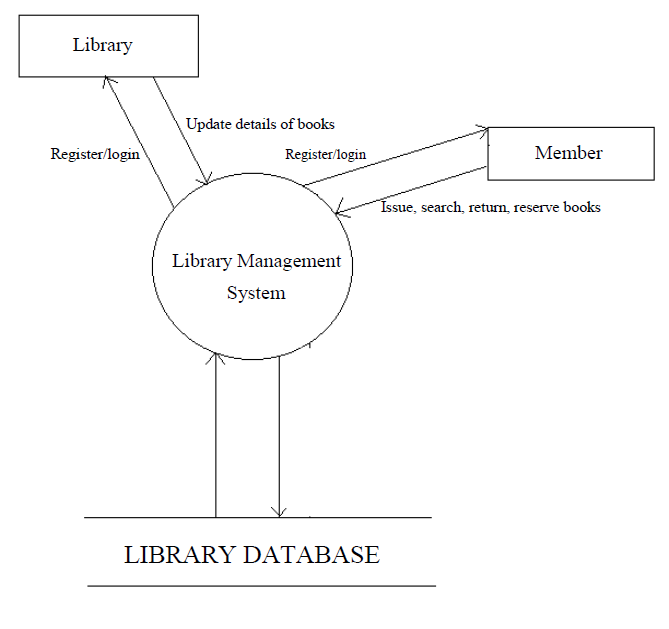 Library
Update details of books
Register/login
Register/login
Member
Issue, search, return, reserve books
Library Management
System
LIBRARY DATABASE